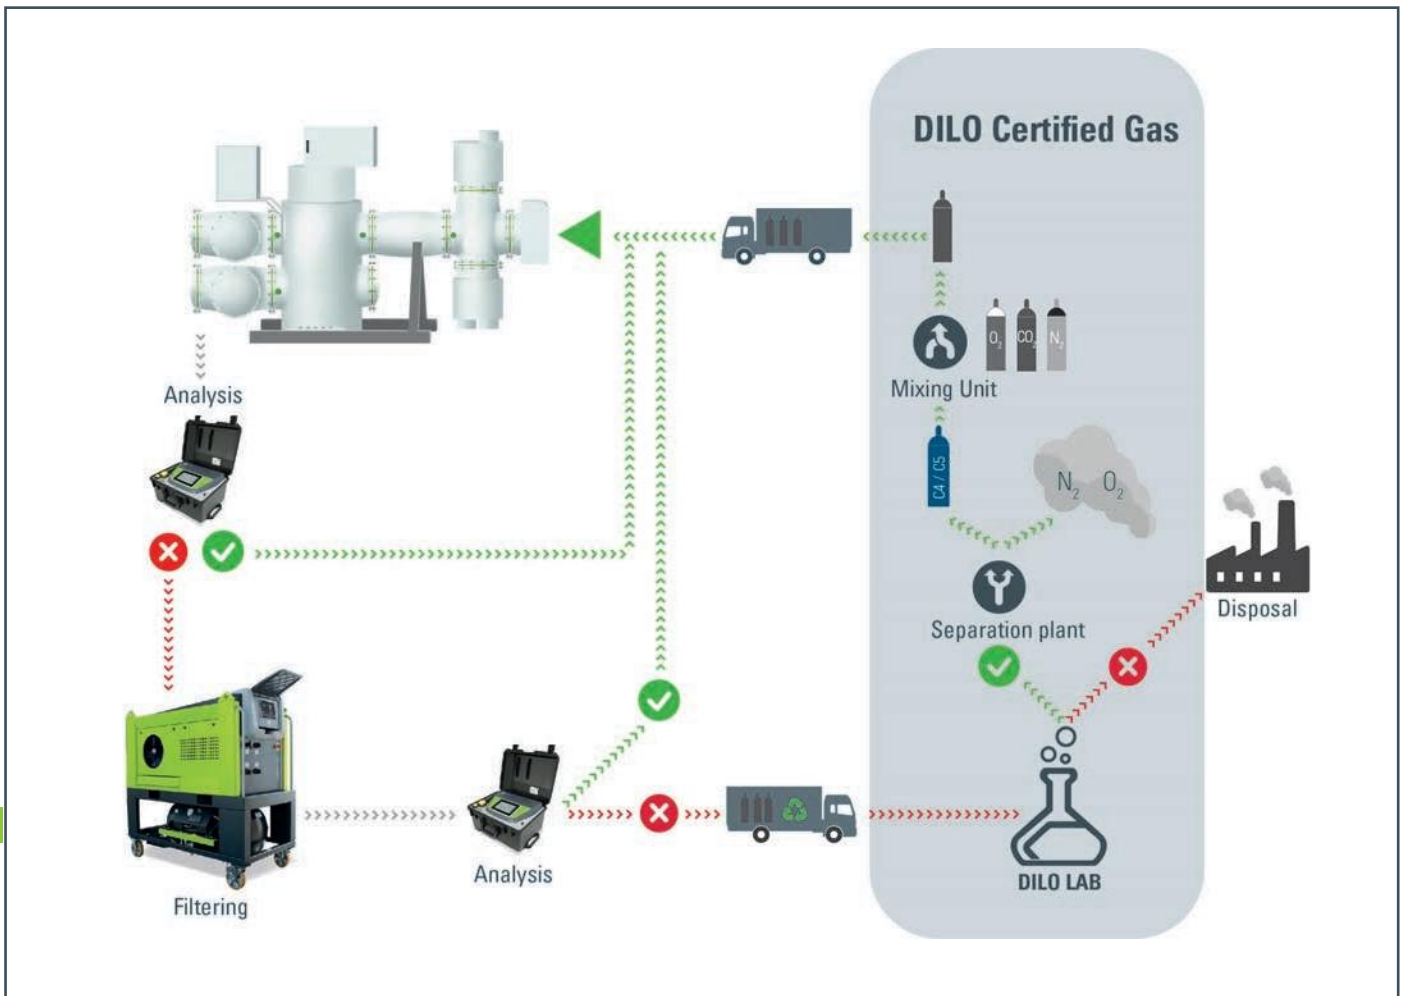 DILO Certified Gas
O₂
CO₂
N₂
Mixing Unit
Analysis
C4 / C5
N₂ O₂
Separation plant
Disposal
Analysis
DILO LAB
Filtering